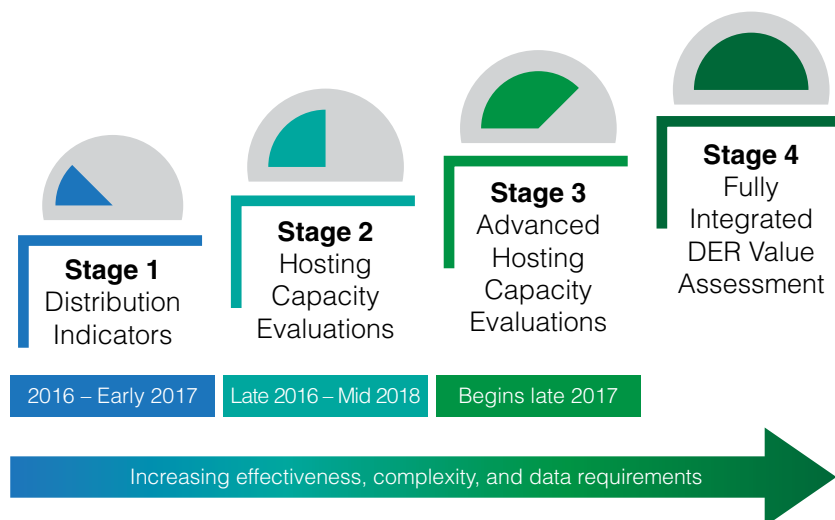 Stage 1
Distribution
Indicators
Stage 2
Hosting
Capacity
Evaluations
Stage 3
Advanced
Hosting
Capacity
Evaluations
Stage 4
Fully
Integrated
DER Value
Assessment
2016 – Early 2017
Late 2016 – Mid 2018
Begins late 2017
Increasing effectiveness, complexity, and data requirements